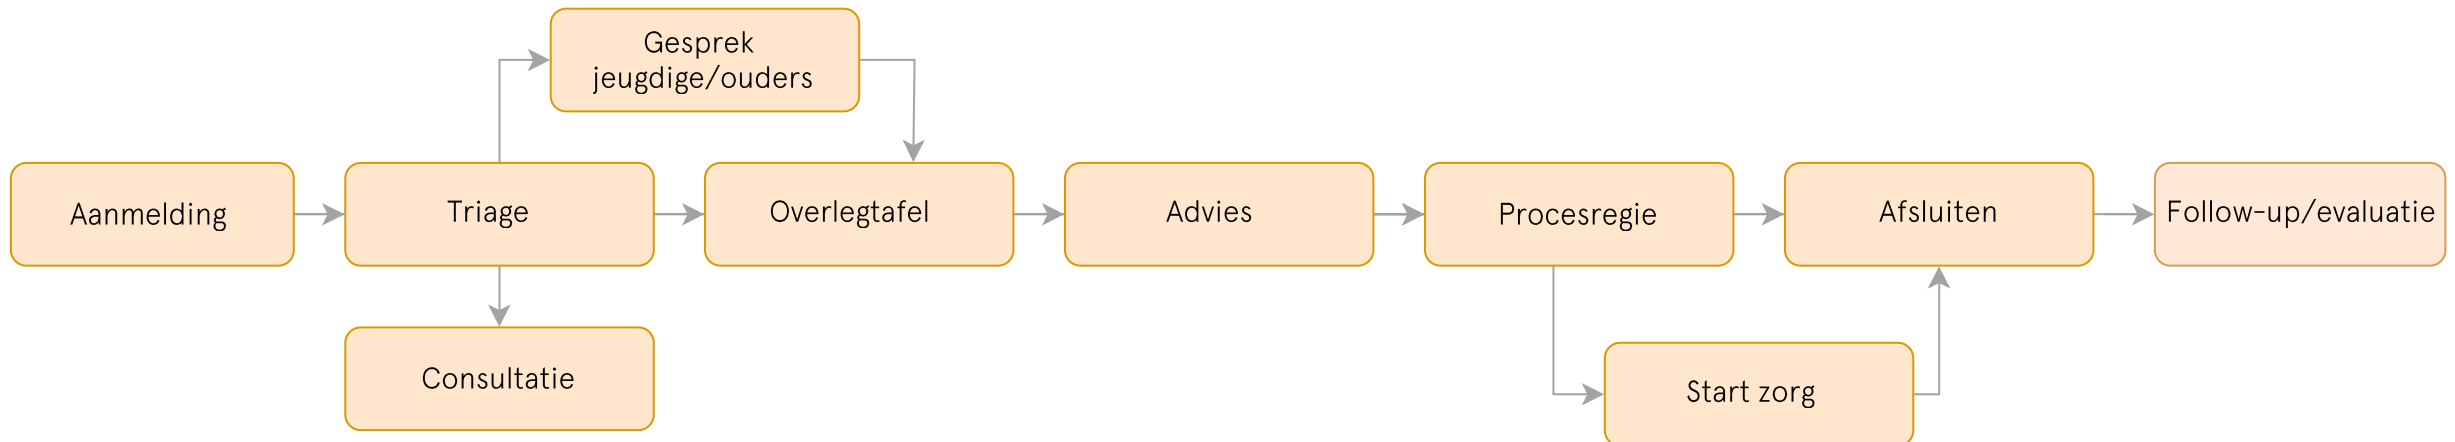 Gesprek
jeugdige/ouders
Aanmelding
Triage
Overlegtafel
Advies
Procesregie
Afsluiten
Follow-up/evaluatie
Consultatie
Start zorg